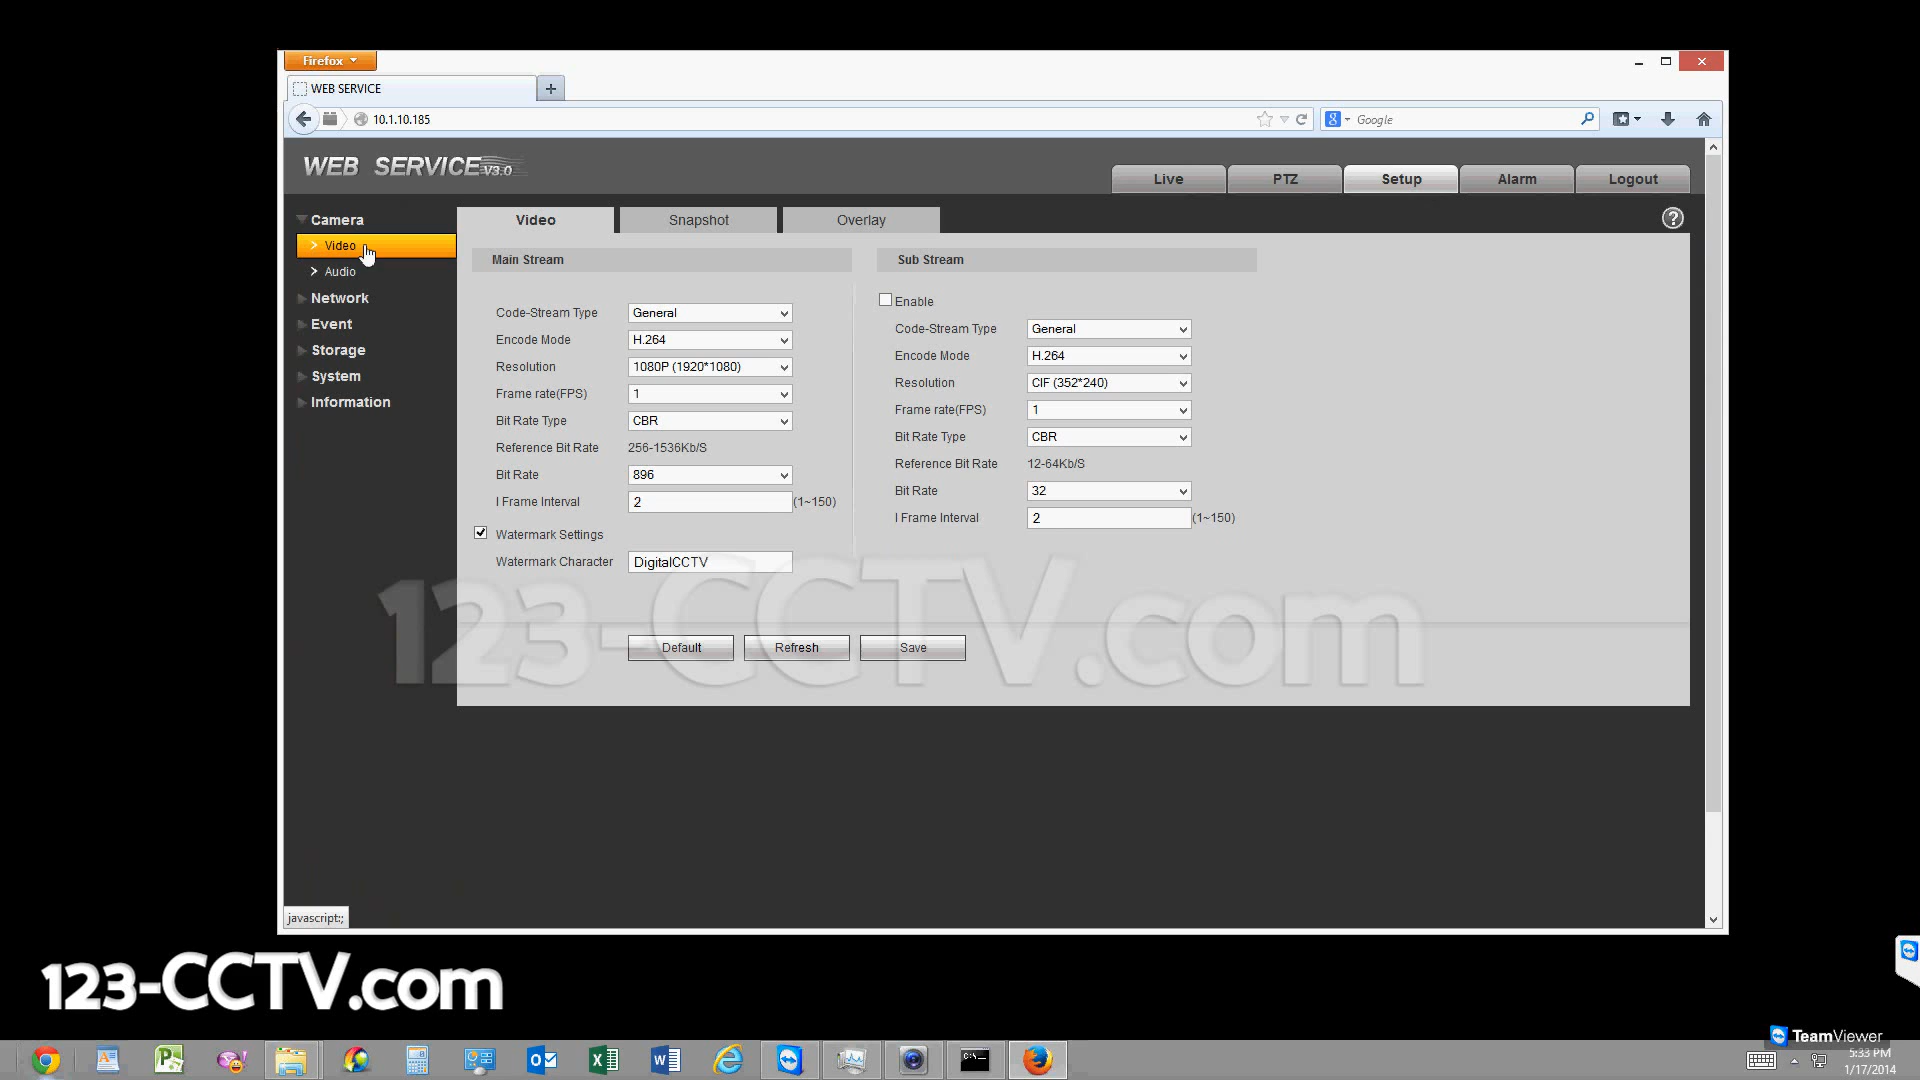 Firefox
WEB SERVICE
10.1.10.185
Google
WEB SERVICE V3.0
Live
PTZ
Setup
Alarm
Logout
Camera
Video
Audio
Network
Event
Storage
System
Information
Video
Snapshot
Overlay
Main Stream
Code-Stream Type
General
Encode Mode
H.264
Resolution
1080P (1920*1080)
Frame rate(FPS)
1
Bit Rate Type
CBR
Reference Bit Rate
256-1536Kb/S
Bit Rate
896
I Frame Interval
2
(1~150)
Watermark Settings
Watermark Character
DigitalCCTV
Sub Stream
Enable
Code-Stream Type
General
Encode Mode
H.264
Resolution
CIF (352*240)
Frame rate(FPS)
1
Bit Rate Type
CBR
Reference Bit Rate
12-64Kb/S
Bit Rate
32
I Frame Interval
2
(1~150)
123-CCTV.com
Default
Refresh
Save
javascript:;
123-CCTV.com
TeamViewer
5:33 PM
1/17/2014